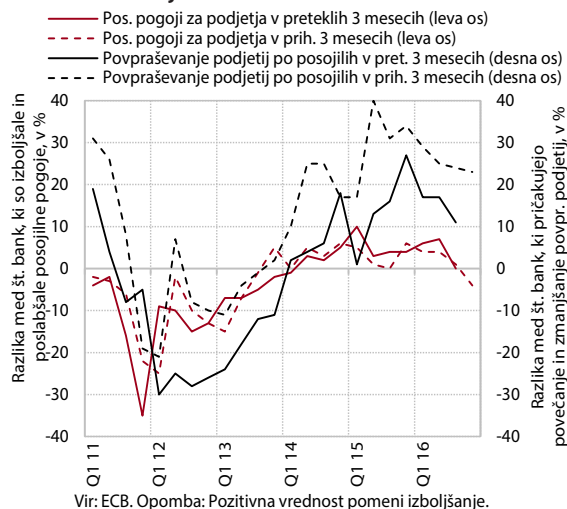 Pos. pogoji za podjetja v preteklih 3 mesecih (leva os)
Pos. pogoji za podjetja v prih. 3 mesecih (leva os)
Povpraševanje podjetij po posojilih v pret. 3 mesecih (desna os)
Povpraševanje podjetij po posojilih v prih. 3 mesecih (desna os)
Razlika med št. bank, ki so izboljšale in
poslabšale posojilne pogoje, v %
40
30
20
10
0
-10
-20
-30
-40
40
30
20
10
0
-10
-20
-30
-40
Razlika med št. bank, ki pričakujejo
povečanje in zmanjšanje povpr. podjetij, v %
Q1 11
Q1 12
Q1 13
Q1 14
Q1 15
Q1 16
Vir: ECB. Opomba: Pozitivna vrednost pomeni izboljšanje.